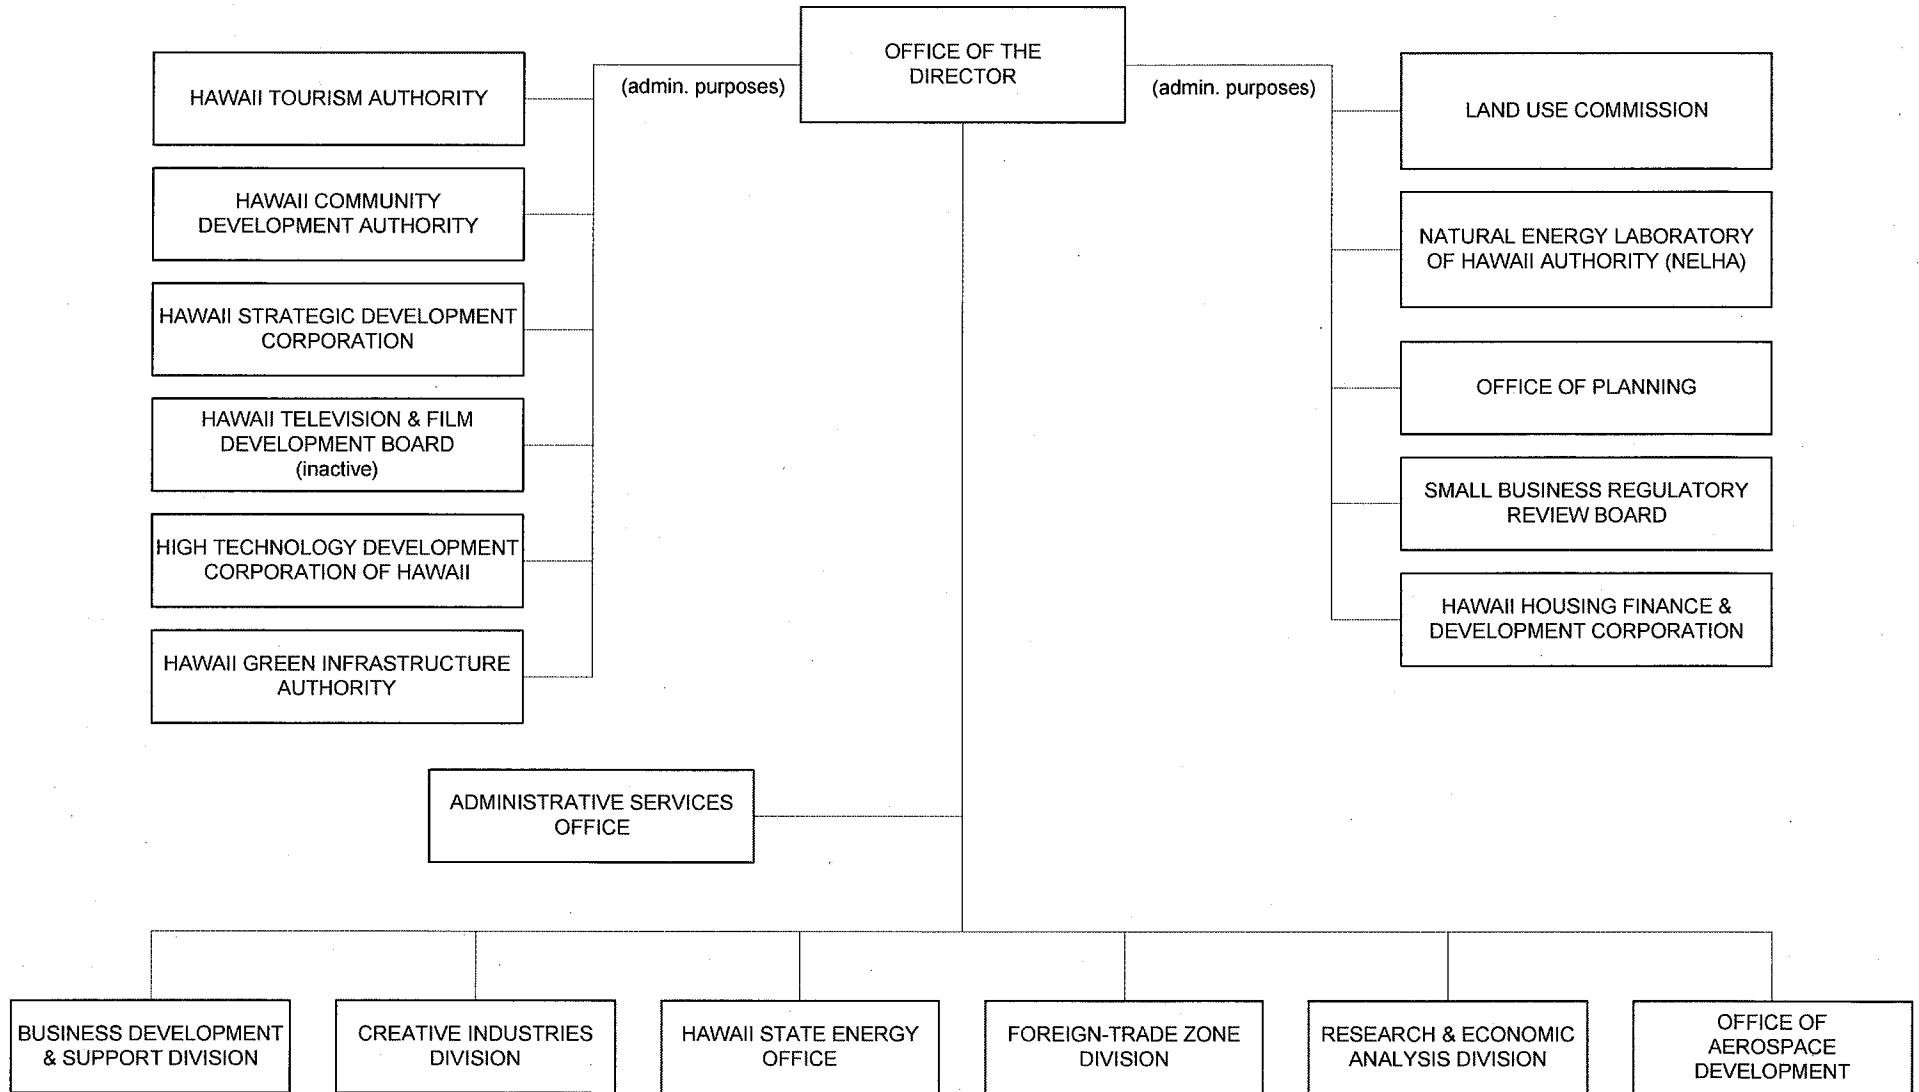 OFFICE OF THE
DIRECTOR
(admin. purposes)
(admin. purposes)
HAWAII TOURISM AUTHORITY
HAWAII COMMUNITY
DEVELOPMENT AUTHORITY
HAWAII STRATEGIC DEVELOPMENT
CORPORATION
HAWAII TELEVISION & FILM
DEVELOPMENT BOARD
(inactive)
HIGH TECHNOLOGY DEVELOPMENT
CORPORATION OF HAWAII
HAWAII GREEN INFRASTRUCTURE
AUTHORITY
LAND USE COMMISSION
NATURAL ENERGY LABORATORY
OF HAWAII AUTHORITY (NELHA)
OFFICE OF PLANNING
SMALL BUSINESS REGULATORY
REVIEW BOARD
HAWAII HOUSING FINANCE &
DEVELOPMENT CORPORATION
ADMINISTRATIVE SERVICES
OFFICE
BUSINESS DEVELOPMENT
& SUPPORT DIVISION
CREATIVE INDUSTRIES
DIVISION
HAWAII STATE ENERGY
OFFICE
FOREIGN-TRADE ZONE
DIVISION
RESEARCH & ECONOMIC
ANALYSIS DIVISION
OFFICE OF
AEROSPACE
DEVELOPMENT